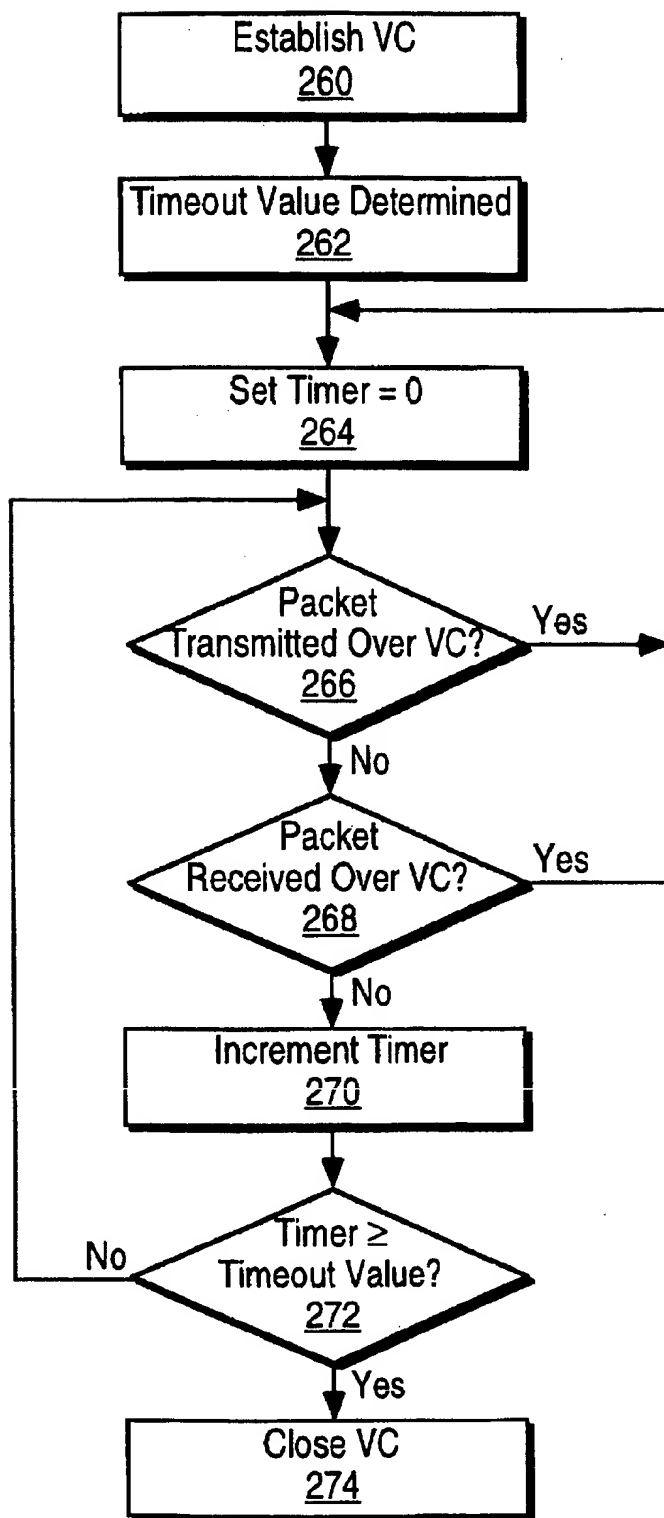 Establish VC
260
Timeout Value Determined
262
Set Timer = 0
264
Packet
Transmitted Over VC?
266
Yes
No
Packet
Received Over VC?
268
Yes
No
Increment Timer
270
Timer ≥
Timeout Value?
272
No
Yes
Close VC
274